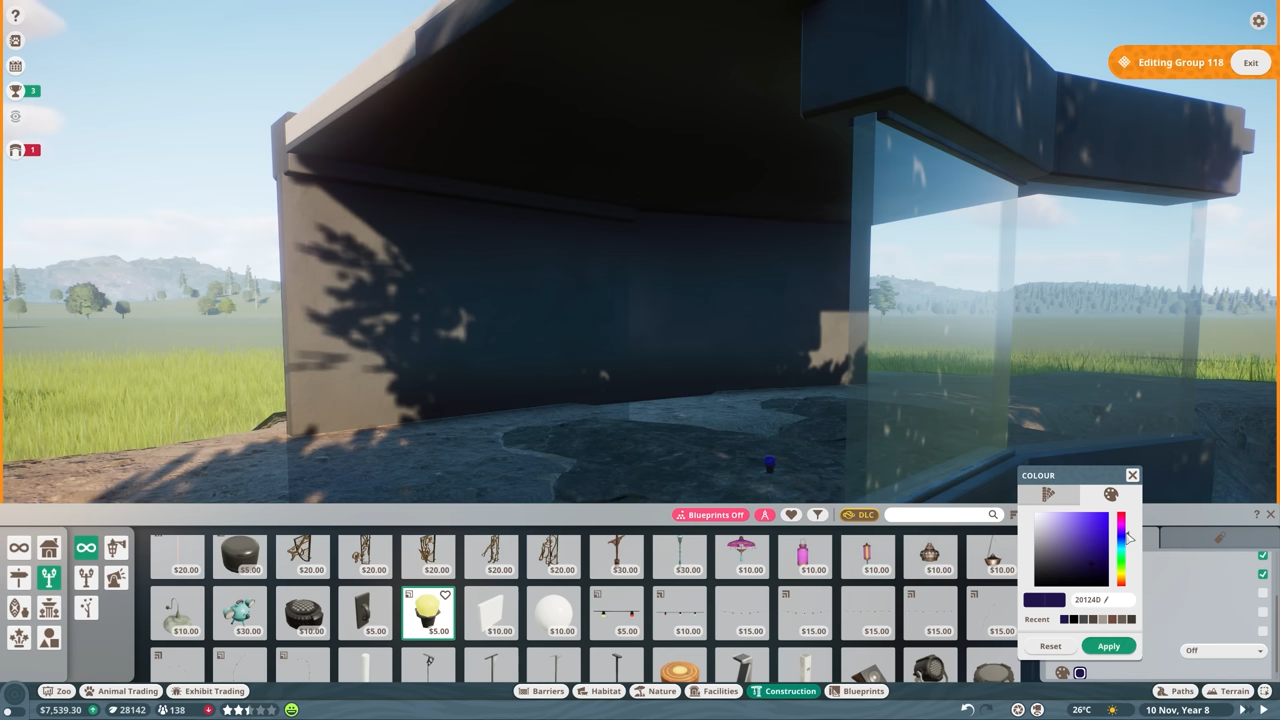 ?
Editing Group 118 Exit
3
1
Blueprints Off DLC ? X
COLOUR
$20.00 $5.00 $20.00 $20.00 $20.00 $20.00 $20.00 $30.00 $30.00 $10.00 $10.00 $10.00 $10.00 $10.00
$10.00 $30.00 $10.00 $5.00 $5.00 $10.00 $10.00 $5.00 $10.00 $15.00 $15.00 $15.00 $15.00 $15.00
20124D
Recent
Reset Apply
Off
Zoo Animal Trading Exhibit Trading Barriers Habitat Nature Facilities Construction Blueprints Paths Terrain
$7,539.30 28142 138 26°C 10 Nov, Year 8